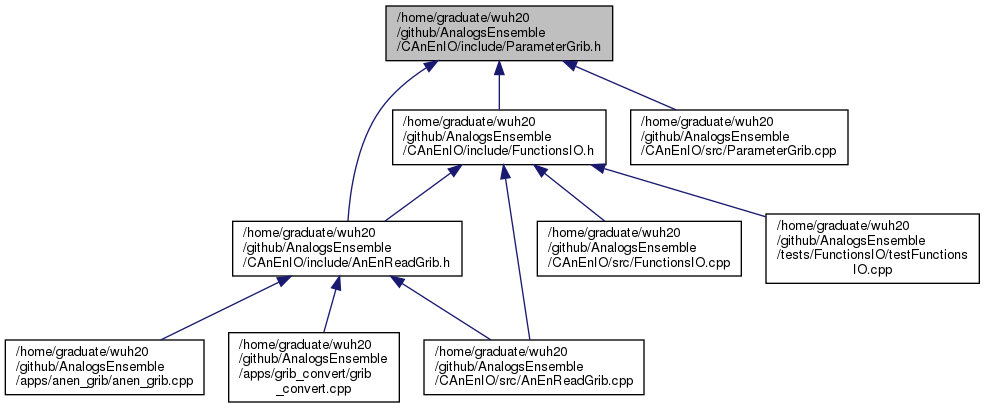 /home/graduate/wuh20
/github/AnalogsEnsemble
/CAnEnIO/include/ParameterGrib.h
/home/graduate/wuh20
/github/AnalogsEnsemble
/CAnEnIO/include/FunctionsIO.h
/home/graduate/wuh20
/github/AnalogsEnsemble
/CAnEnIO/src/ParameterGrib.cpp
/home/graduate/wuh20
/github/AnalogsEnsemble
/CAnEnIO/include/AnEnReadGrib.h
/home/graduate/wuh20
/github/AnalogsEnsemble
/CAnEnIO/src/FunctionsIO.cpp
/home/graduate/wuh20
/github/AnalogsEnsemble
/tests/FunctionsIO/testFunctions
IO.cpp
/home/graduate/wuh20
/github/AnalogsEnsemble
/apps/anen_grib/anen_grib.cpp
/home/graduate/wuh20
/github/AnalogsEnsemble
/apps/grib_convert/grib
_convert.cpp
/home/graduate/wuh20
/github/AnalogsEnsemble
/CAnEnIO/src/AnEnReadGrib.cpp